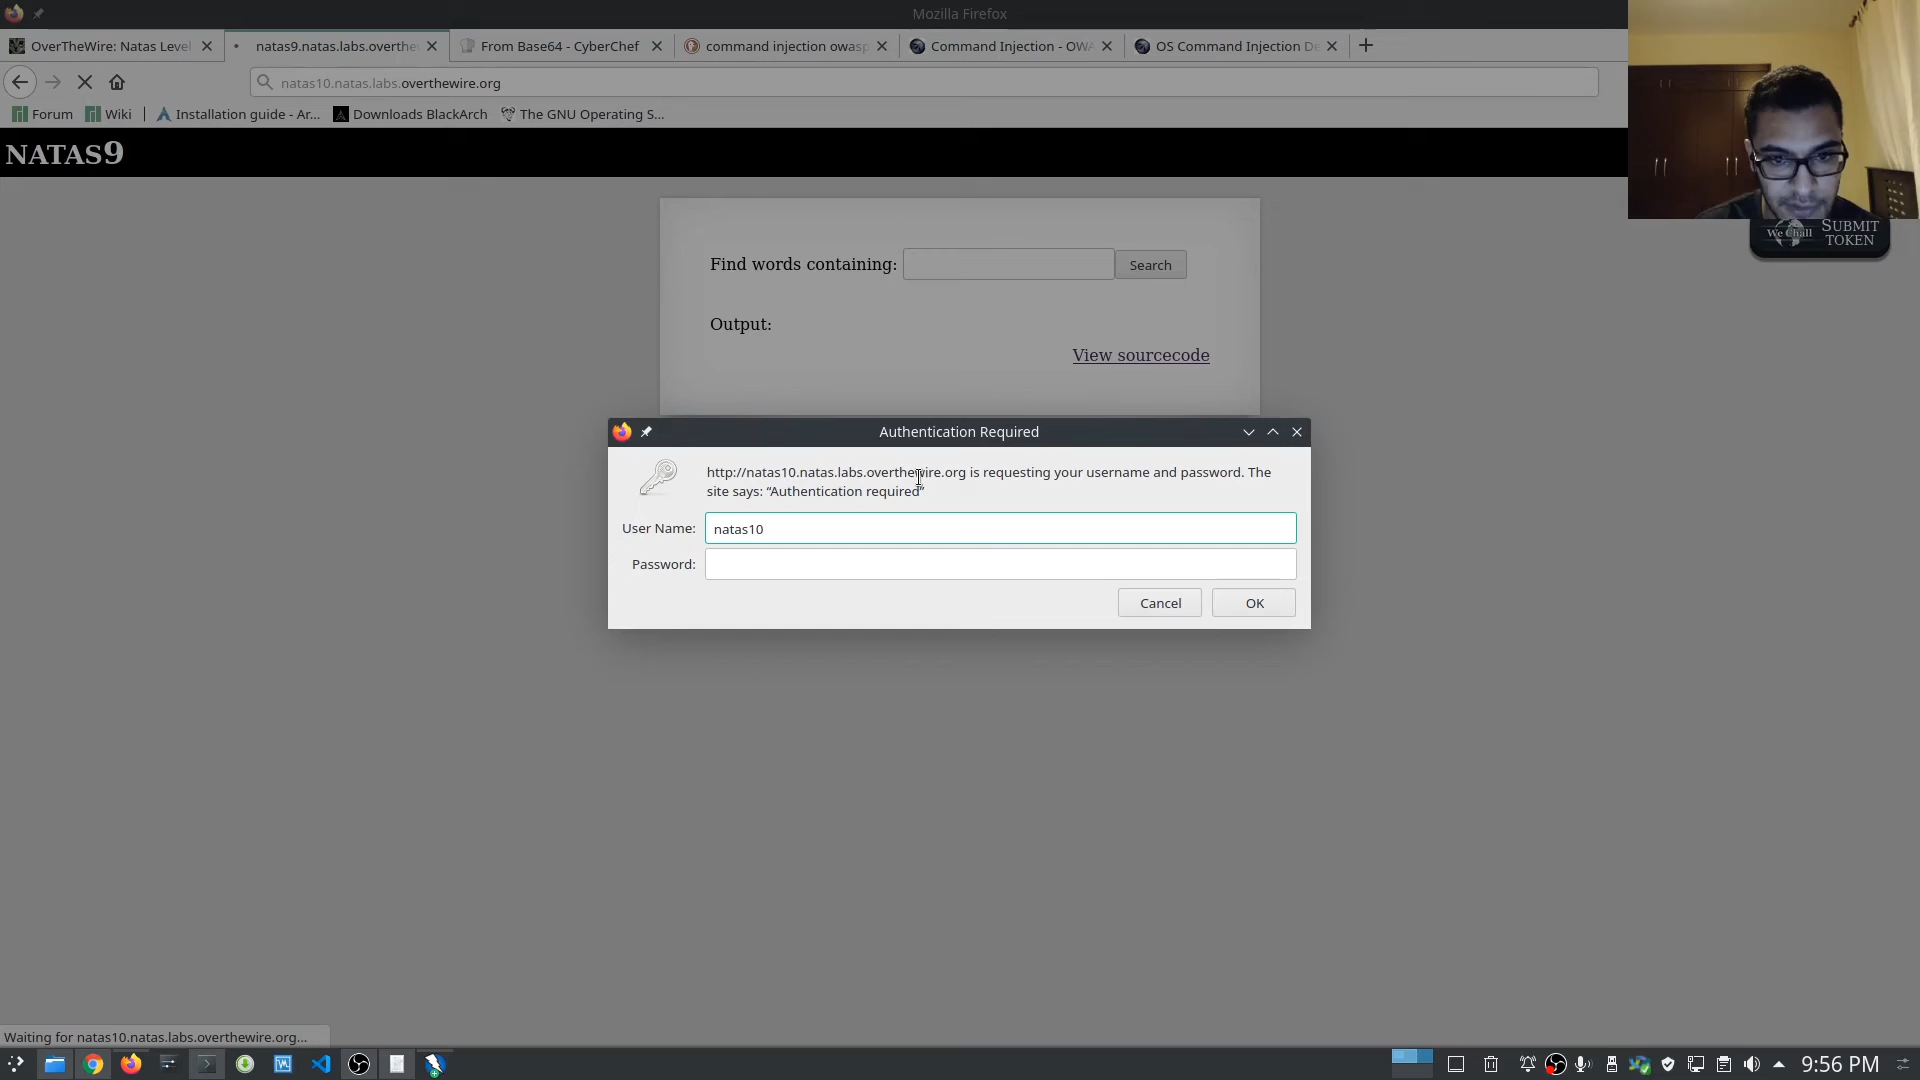 Mozilla Firefox
OverTheWire: Natas Level
natas9.natas.labs.overthe
From Base64 - CyberChef
command injection owasp
Command Injection - OWA
OS Command Injection De
natas10.natas.labs.overthewire.org
Forum
Wiki
Installation guide - Ar...
Downloads BlackArch
The GNU Operating S...
NATAS9
We Chall
SUBMIT
TOKEN
Find words containing:
Search
Output:
View sourcecode
Authentication Required
http://natas10.natas.labs.overthewire.org is requesting your username and password. The
site says: “Authentication required”
User Name:
natas10
Password:
Cancel
OK
Waiting for natas10.natas.labs.overthewire.org...
9:56 PM